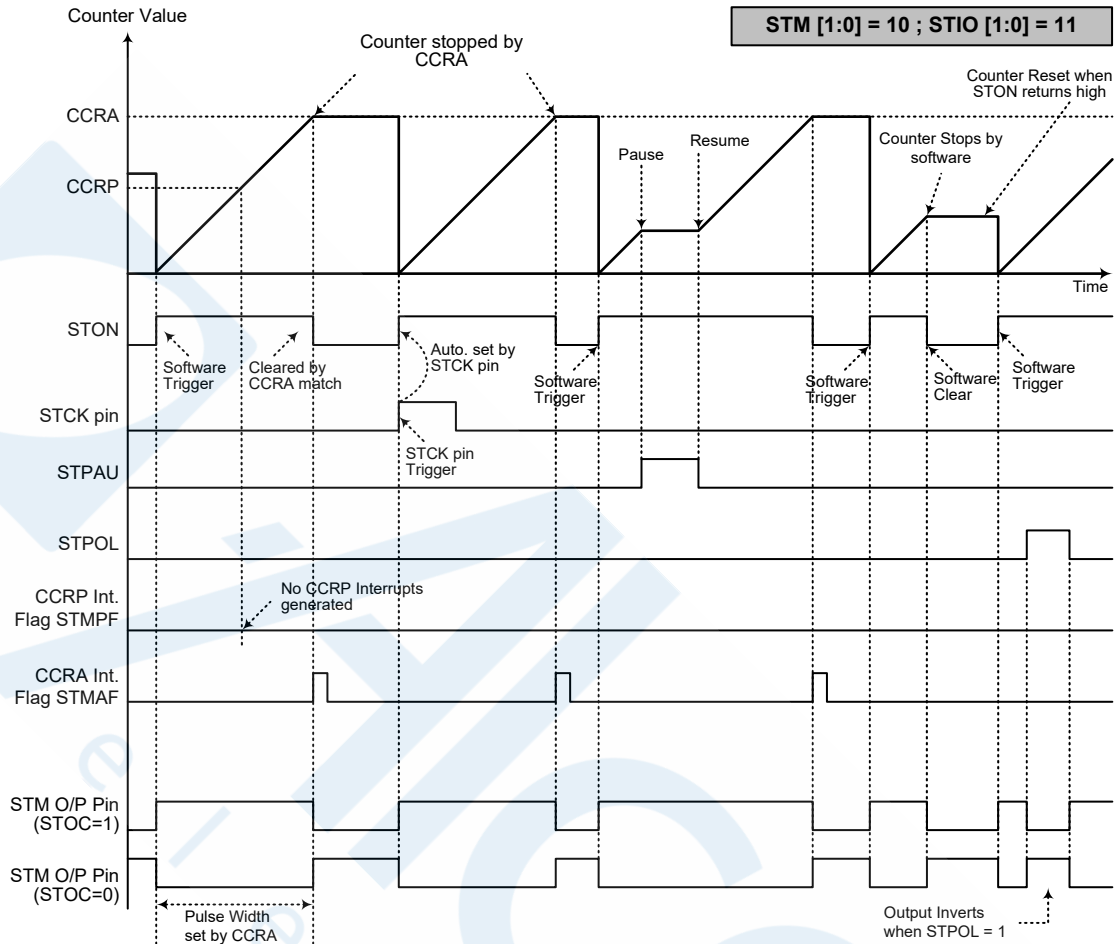 Counter Value
STM [1:0] = 10 ; STIO [1:0] = 11
Counter stopped by
CCRA
Counter Reset when
STON returns high
CCRA
Pause
Resume
Counter Stops by
software
CCRP
Time
STON
Software
Trigger
Cleared by
CCRA match
Auto. set by
STCK pin
Software
Trigger
Software
Trigger
Software
Clear
Software
Trigger
STCK pin
STCK pin
Trigger
STPAU
STPOL
CCRP Int.
Flag STMPF
No CCRP Interrupts
generated
CCRA Int.
Flag STMAF
STM O/P Pin
(STOC=1)
STM O/P Pin
(STOC=0)
Pulse Width
set by CCRA
Output Inverts
when STPOL = 1